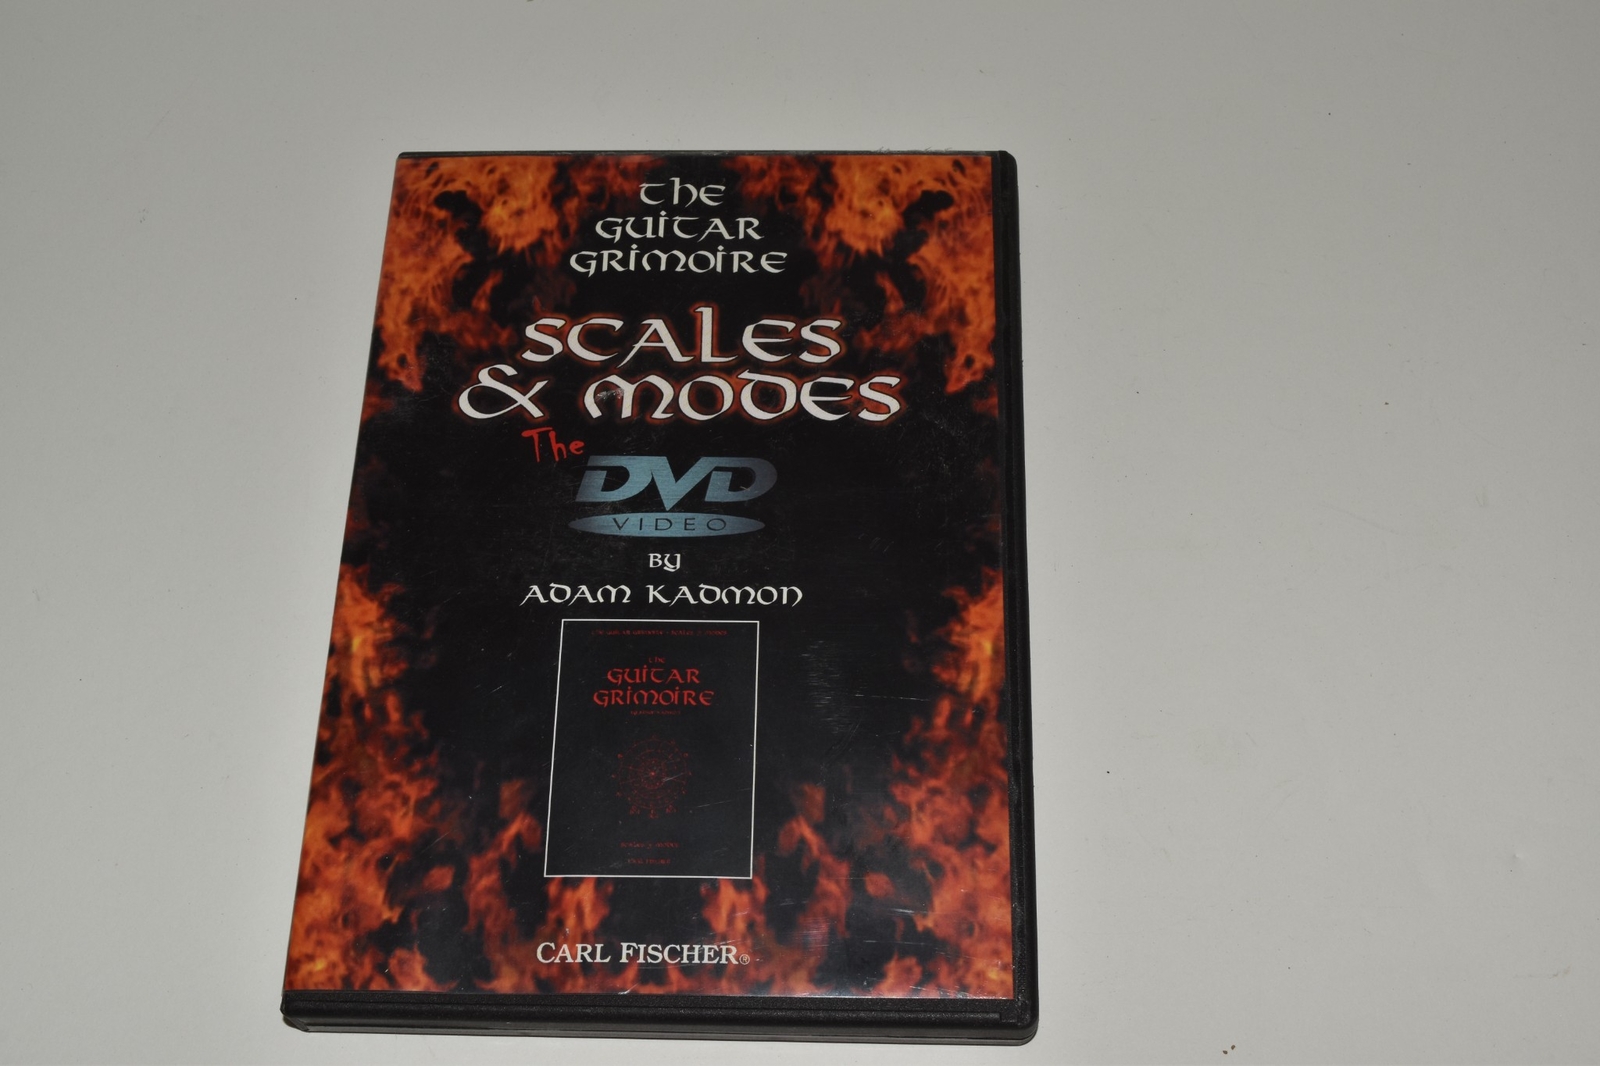 the
guitar
grimoire
SCALES
& MODES
The
DVD
VIDEO
by
ADAM KADMON
the
guitar
grimoire
CARL FISCHER®